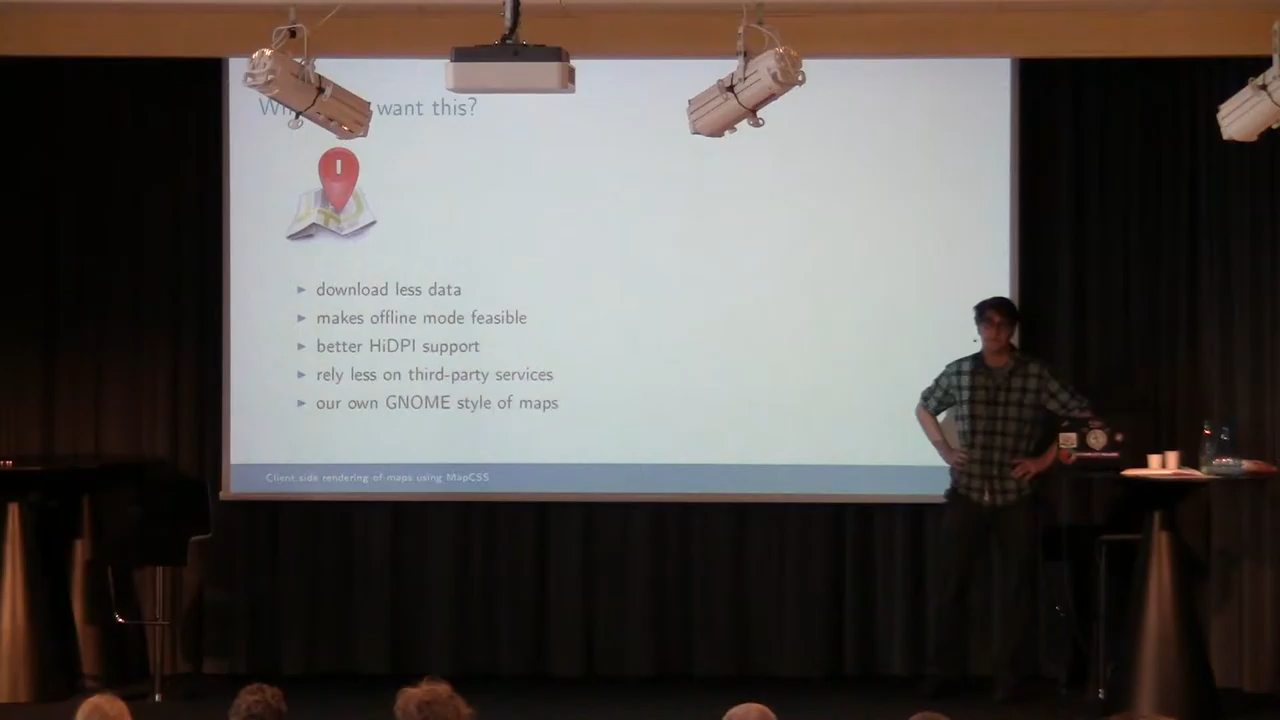 want this?
download less data
makes offline mode feasible
better HiDPI support
rely less on third-party services
our own GNOME style of maps
Client side rendering of maps using MapCSS